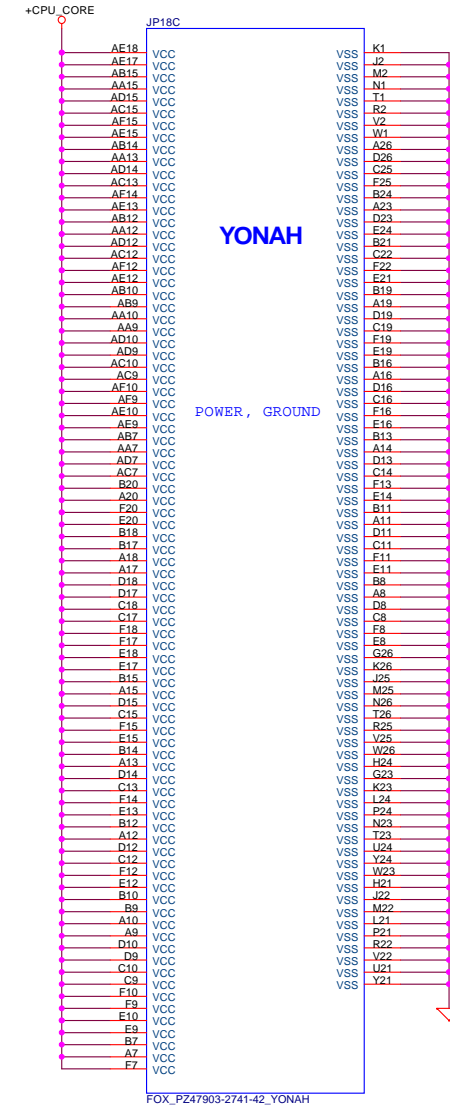 +CPU_CORE
JP18C
AE18 VCC VSS K1
AE17 VCC VSS J2
AB15 VCC VSS M2
AA15 VCC VSS N1
AD15 VCC VSS T1
AC15 VCC VSS R2
AF15 VCC VSS V2
AE15 VCC VSS W1
AB14 VCC VSS A26
AA13 VCC VSS D26
AD14 VCC VSS C25
AC13 VCC VSS F25
AF14 VCC VSS B24
AE13 VCC VSS A23
AB12 VCC VSS D23
AA12 VCC YONAH VSS E24
AD12 VCC VSS B21
AC12 VCC VSS C22
AF12 VCC VSS F22
AE12 VCC VSS E21
AB10 VCC VSS B19
AB9 VCC VSS A19
AA10 VCC VSS D19
AA9 VCC VSS C19
AD10 VCC VSS F19
AD9 VCC VSS E19
AC10 VCC VSS B16
AC9 VCC VSS A16
AF10 VCC VSS D16
AF9 VCC VSS C16
AE10 VCC POWER, GROUND VSS F16
AE9 VCC VSS E16
AB7 VCC VSS B13
AA7 VCC VSS A14
AD7 VCC VSS D13
AC7 VCC VSS C14
B20 VCC VSS F13
A20 VCC VSS E14
F20 VCC VSS B11
E20 VCC VSS A11
B18 VCC VSS D11
B17 VCC VSS C11
A18 VCC VSS F11
A17 VCC VSS E11
D18 VCC VSS B8
D17 VCC VSS A8
C18 VCC VSS D8
C17 VCC VSS C8
F18 VCC VSS F8
F17 VCC VSS E8
E18 VCC VSS G26
E17 VCC VSS K26
B15 VCC VSS J25
A15 VCC VSS M25
D15 VCC VSS N26
C15 VCC VSS T26
F15 VCC VSS R25
E15 VCC VSS V25
B14 VCC VSS W26
A13 VCC VSS H24
D14 VCC VSS G23
C13 VCC VSS K23
F14 VCC VSS L24
E13 VCC VSS P24
B12 VCC VSS N23
A12 VCC VSS T23
D12 VCC VSS U24
C12 VCC VSS Y24
F12 VCC VSS W23
E12 VCC VSS H21
B10 VCC VSS J22
B9 VCC VSS M22
A10 VCC VSS L21
A9 VCC VSS P21
D10 VCC VSS R22
D9 VCC VSS V22
C10 VCC VSS U21
C9 VCC VSS Y21
F10 VCC
F9 VCC
E10 VCC
E9 VCC
B7 VCC
A7 VCC
F7 VCC
FOX_PZ47903-2741-42_YONAH